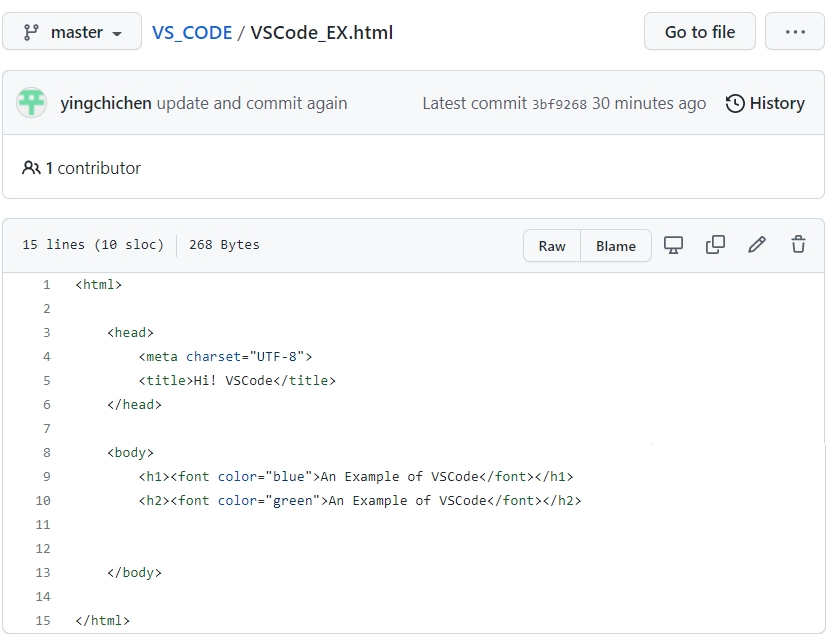 master VS_CODE / VSCode_EX.html Go to file ...
yingchichen update and commit again Latest commit 3bf9268 30 minutes ago History
1 contributor
15 lines (10 sloc) 268 Bytes Raw Blame
1 <html>
2
3     <head>
4         <meta charset="UTF-8">
5         <title>Hi! VSCode</title>
6     </head>
7
8     <body>
9         <h1><font color="blue">An Example of VSCode</font></h1>
10         <h2><font color="green">An Example of VSCode</font></h2>
11
12
13     </body>
14
15 </html>